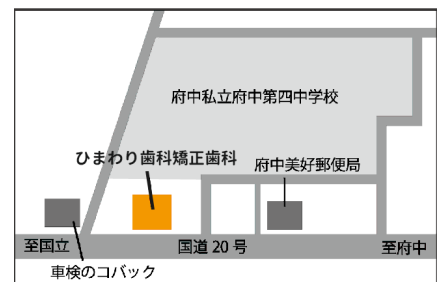 府中私立府中第四中学校
ひまわり歯科矯正歯科
府中美好郵便局
至国立
国道20号
至府中
車検のコバック